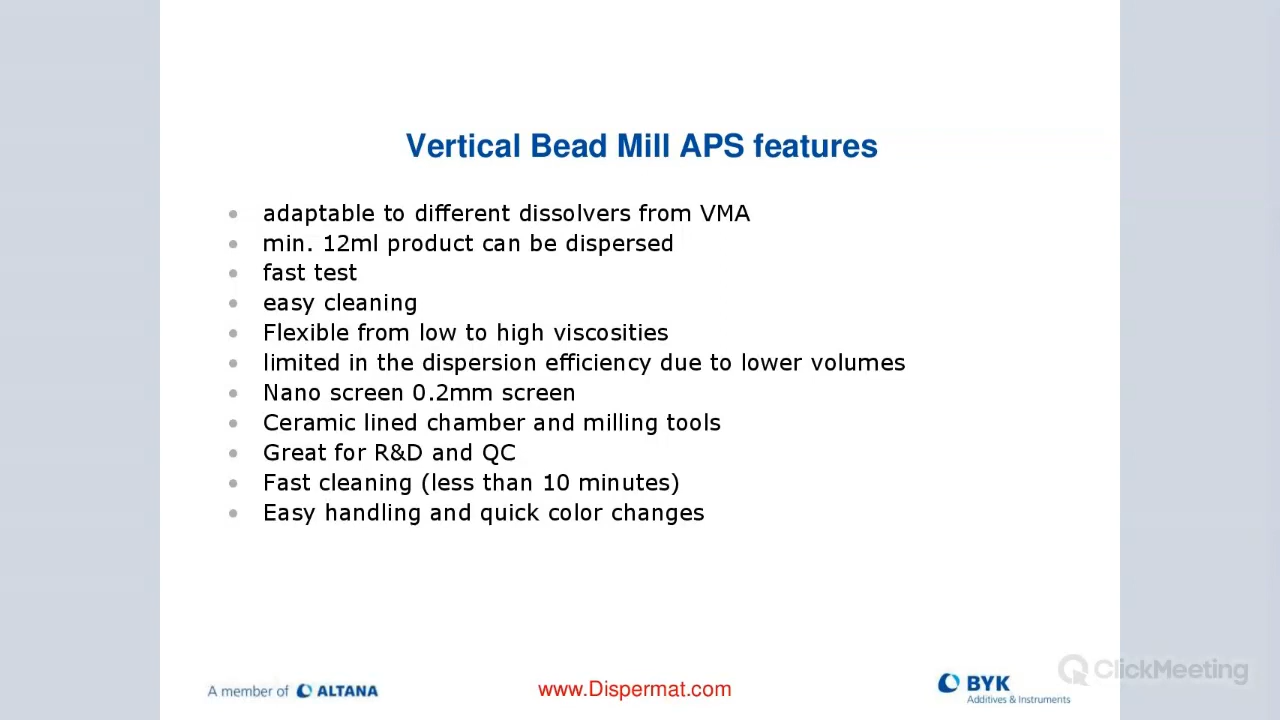 Vertical Bead Mill APS features
• adaptable to different dissolvers from VMA
• min. 12ml product can be dispersed
• fast test
• easy cleaning
• Flexible from low to high viscosities
• limited in the dispersion efficiency due to lower volumes
• Nano screen 0.2mm screen
• Ceramic lined chamber and milling tools
• Great for R&D and QC
• Fast cleaning (less than 10 minutes)
• Easy handling and quick color changes
ClickMeeting
A member of ALTANA
www.Dispermat.com
BYK
Additives & Instruments